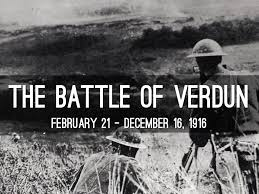 THE BATTLE OF VERDUN
FEBRUARY 21 - DECEMBER 16, 1916